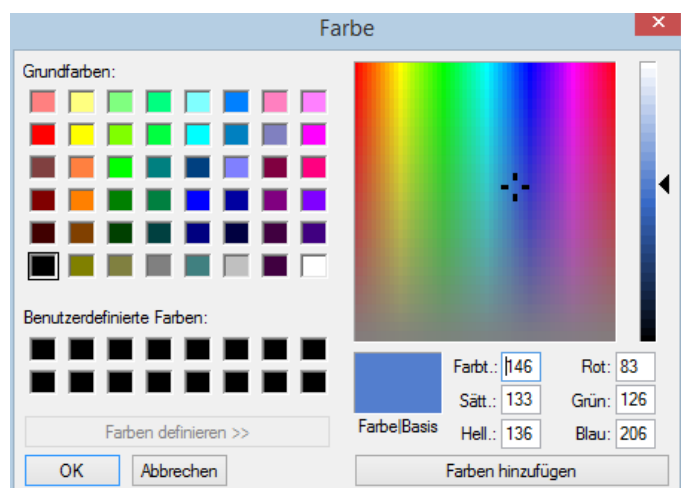 Farbe
Grundfarben:
Benutzerdefinierte Farben:
Farben definieren >>
OK Abbrechen
Farbe|Basis
Farbt.: 146 Rot: 83
Sätt.: 133 Grün: 126
Hell.: 136 Blau: 206
Farben hinzufügen